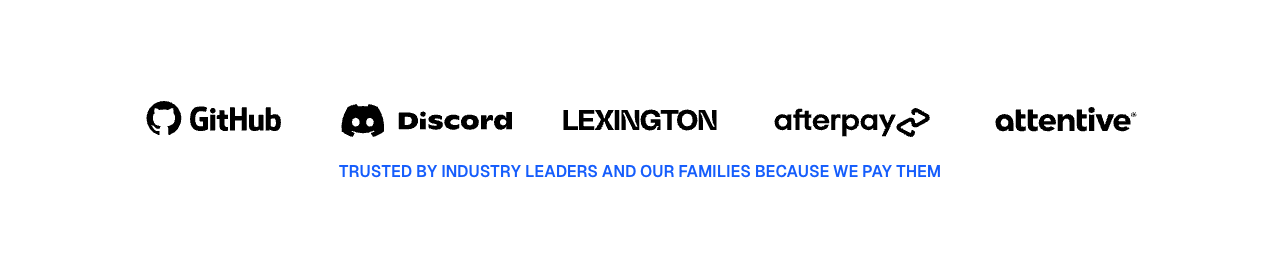 GitHub Discord LEXINGTON afterpay attentive®
TRUSTED BY INDUSTRY LEADERS AND OUR FAMILIES BECAUSE WE PAY THEM